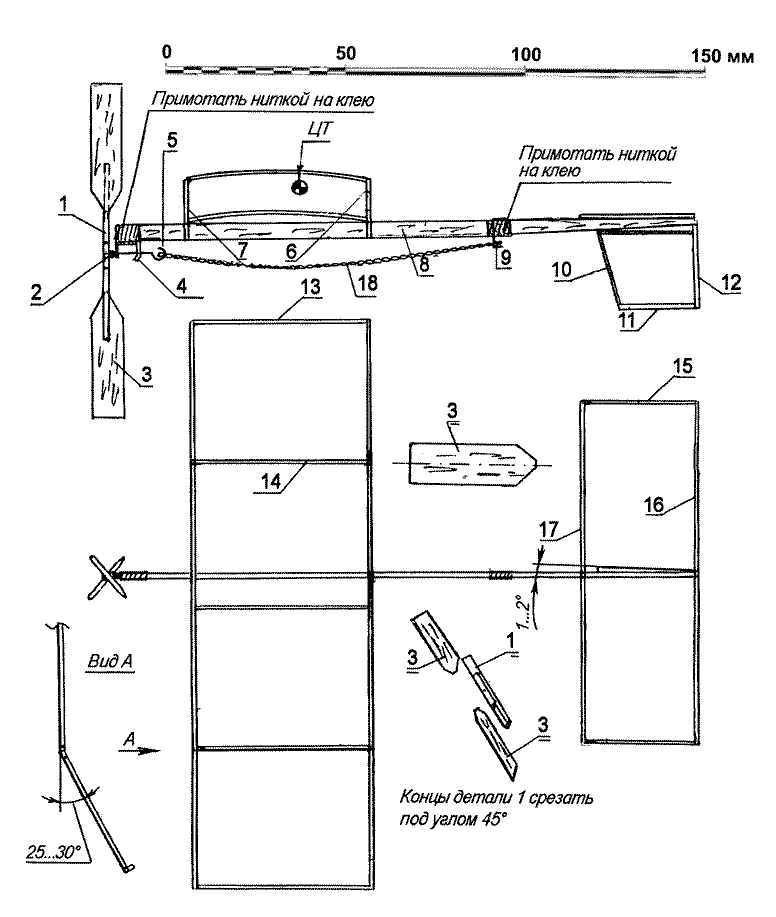 0 50 100 150 мм
Примотать ниткой на клею
ЦТ
5
Примотать ниткой
на клею
1
7
6
8
9
10
12
2
4
18
11
13
3
15
3
14
16
17
1...2°
Вид А
3
1
А
3
Концы детали 1 срезать
под углом 45°
25...30°